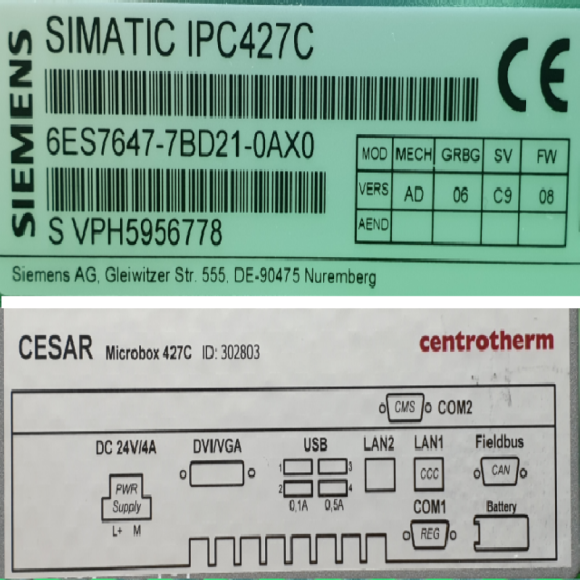 SIEMENS
SIMATIC IPC427C
CE
6ES7647-7BD21-0AX0
S VPH5956778
MOD MECH GRBG SV FW
VERS AD 06 C9 08
AEND
Siemens AG, Gleiwitzer Str. 555, DE-90475 Nuremberg
CESAR Microbox 427C ID: 302803
centrotherm
CMS COM2
DC 24V/4A DVI/VGA USB LAN2 LAN1 Fieldbus
PWR
Supply
L+ M
1 3
2 4
0,1A 0,5A
CCC
CAN
COM1
REG
Battery